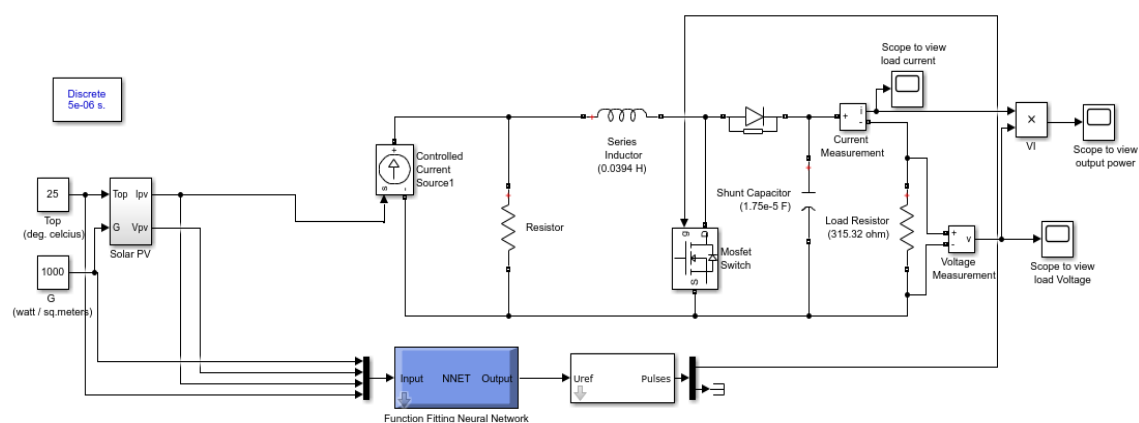 Discrete
5e-06 s.
Scope to view
load current
Series
Inductor
(0.0394 H)
+
i
-
Current
Measurement
×
VI
Scope to view
output power
+
s
-
Controlled
Current
Source1
25
Top
(deg. celcius)
Top
Ipv
G
Vpv
Solar PV
Resistor
Shunt Capacitor
(1.75e-5 F)
Load Resistor
(315.32 ohm)
g
D
S
Mosfet
Switch
+
-
v
Voltage
Measurement
Scope to view
load Voltage
1000
G
(watt / sq.meters)
Input
NNET
Output
Function Fitting Neural Network
Uref
Pulses